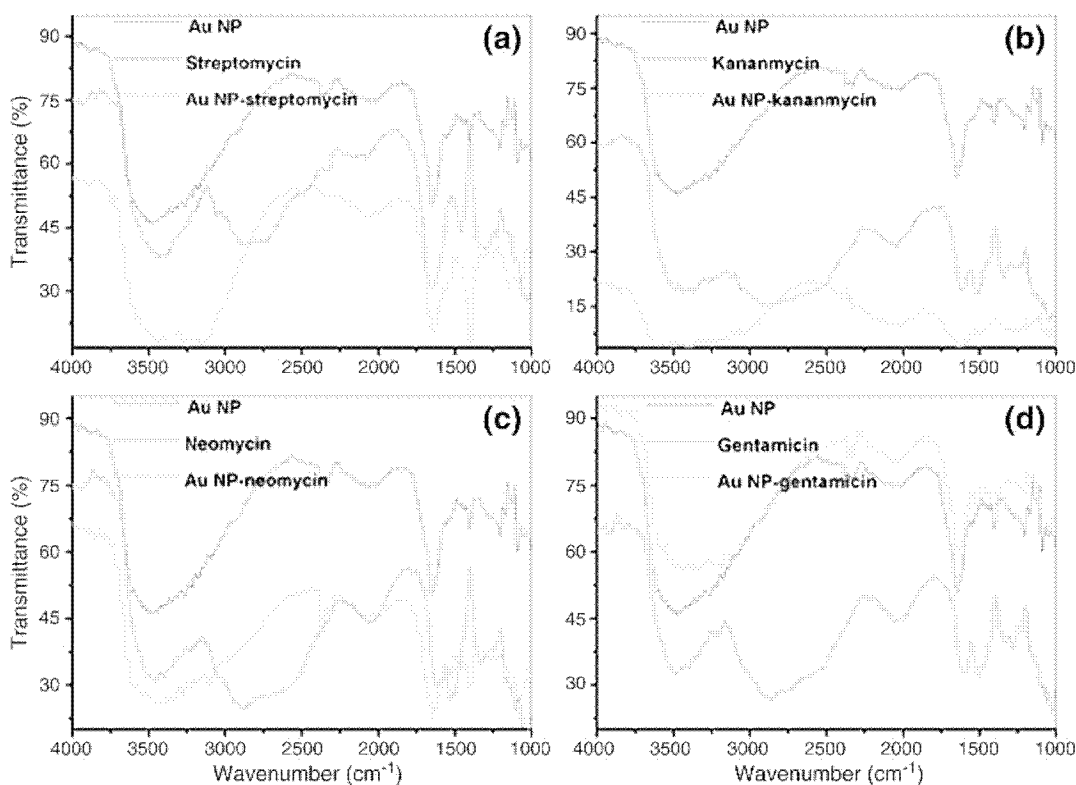 Au NP
(a)
Streptomycin
Au NP-streptomycin
90
75
60
45
30
Transmittance (%)
4000 3500 3000 2500 2000 1500 1000
Au NP
(b)
Kananmycin
Au NP-kananmycin
90
75
60
45
30
15
4000 3500 3000 2500 2000 1500 1000
Au NP
(c)
Neomycin
Au NP-neomycin
90
75
60
45
30
Transmittance (%)
4000 3500 3000 2500 2000 1500 1000
Wavenumber (cm⁻¹)
Au NP
(d)
Gentamicin
Au NP-gentamicin
90
75
60
45
30
4000 3500 3000 2500 2000 1500 1000
Wavenumber (cm⁻¹)